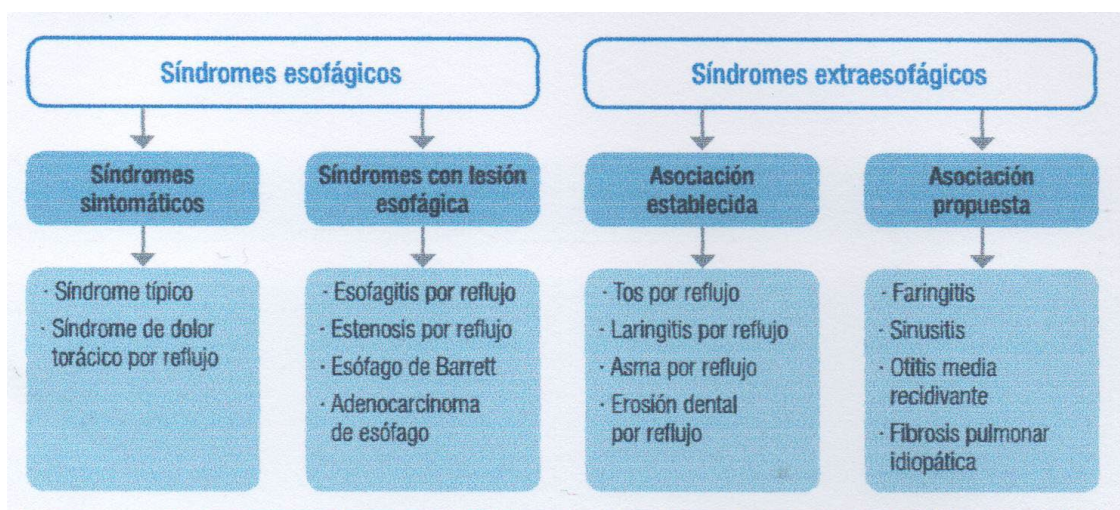 Síndromes esofágicos
Síndromes extraesofágicos
Síndromes
sintomáticos
Síndromes con lesión
esofágica
Asociación
establecida
Asociación
propuesta
· Síndrome típico
· Síndrome de dolor
torácico por reflujo
· Esofagitis por reflujo
· Estenosis por reflujo
· Esófago de Barrett
· Adenocarcinoma
de esófago
· Tos por reflujo
· Laringitis por reflujo
· Asma por reflujo
· Erosión dental
por reflujo
· Faringitis
· Sinusitis
· Otitis media
recidivante
· Fibrosis pulmonar
idiopática